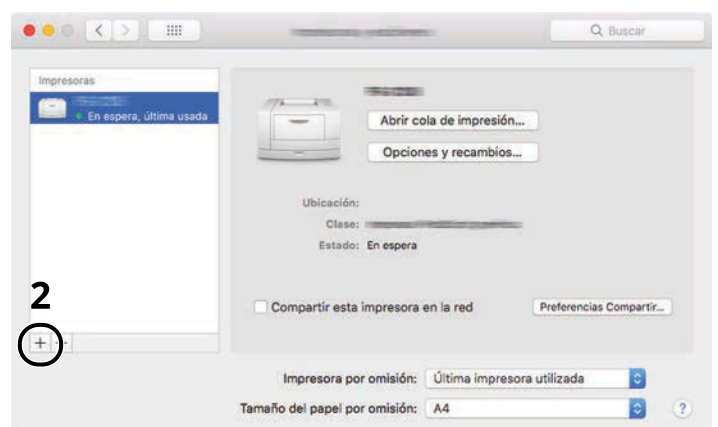 Buscar
Impresoras
En espera, última usada
Abrir cola de impresión...
Opciones y recambios...
Ubicación:
Clase:
Estado: En espera
2
Compartir esta impresora en la red
Preferencias Compartir...
+ −
Impresora por omisión: Última impresora utilizada
Tamaño del papel por omisión: A4
?